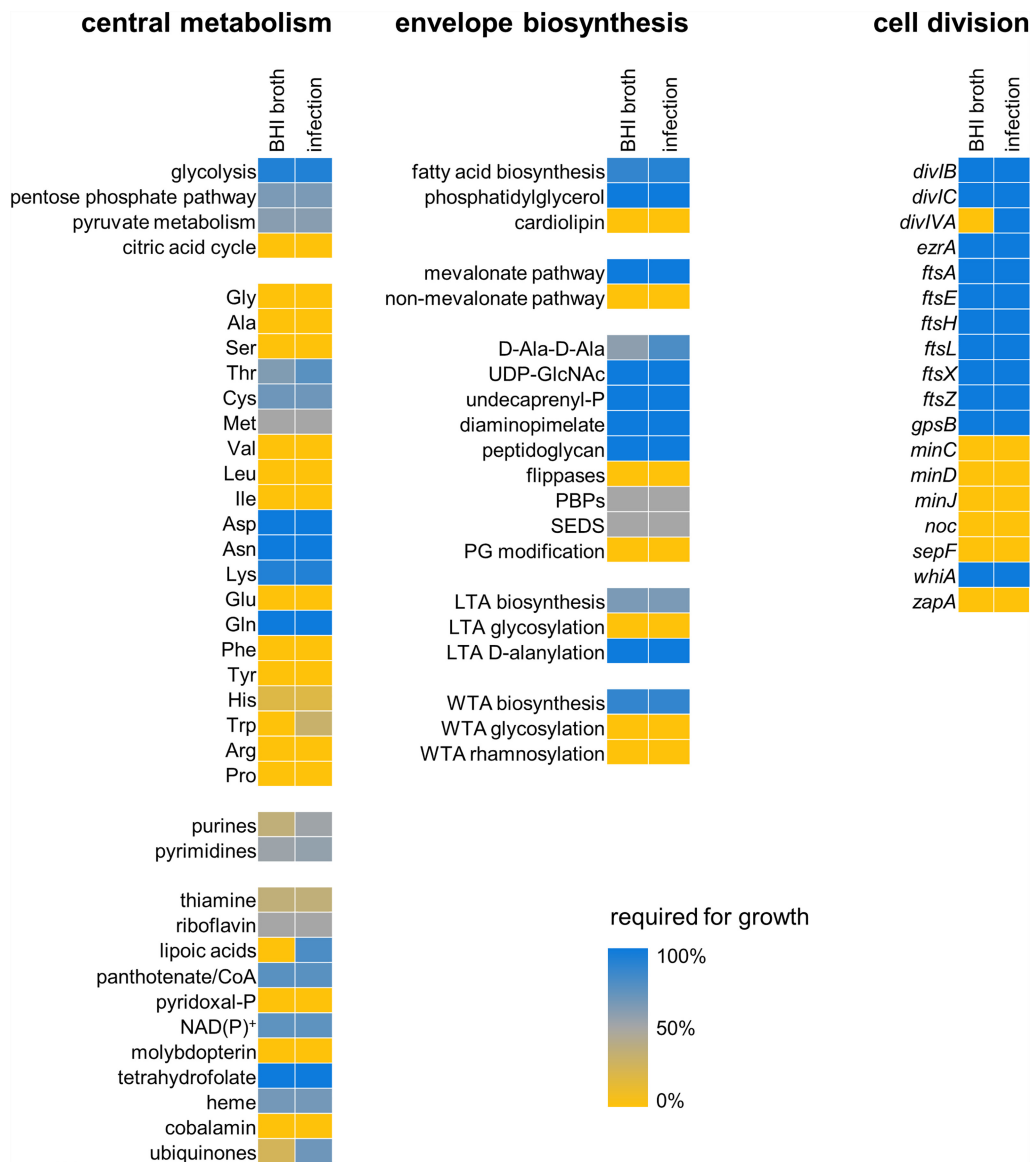 central metabolism
BHI broth
infection
glycolysis
pentose phosphate pathway
pyruvate metabolism
citric acid cycle
Gly
Ala
Ser
Thr
Cys
Met
Val
Leu
Ile
Asp
Asn
Lys
Glu
Gln
Phe
Tyr
His
Trp
Arg
Pro
purines
pyrimidines
thiamine
riboflavin
lipoic acids
panthotenate/CoA
pyridoxal-P
NAD(P)⁺
molybdopterin
tetrahydrofolate
heme
cobalamin
ubiquinones
envelope biosynthesis
BHI broth
infection
fatty acid biosynthesis
phosphatidylglycerol
cardiolipin
mevalonate pathway
non-mevalonate pathway
D-Ala-D-Ala
UDP-GlcNAc
undecaprenyl-P
diaminopimelate
peptidoglycan
flippases
PBPs
SEDS
PG modification
LTA biosynthesis
LTA glycosylation
LTA D-alanylation
WTA biosynthesis
WTA glycosylation
WTA rhamnosylation
cell division
BHI broth
infection
divIB
divIC
divIVA
ezrA
ftsA
ftsE
ftsH
ftsL
ftsX
ftsZ
gpsB
minC
minD
minJ
noc
sepF
whiA
zapA
required for growth
100%
50%
0%